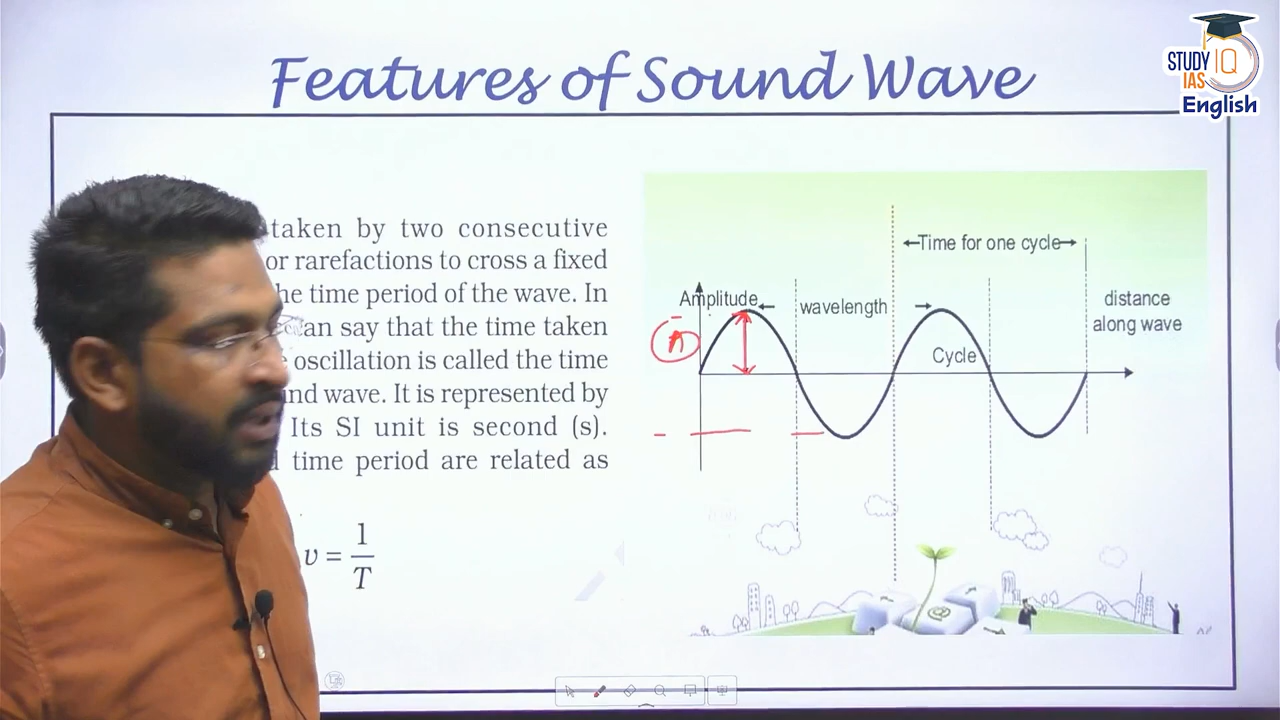 Features of Sound Wave
STUDY IQ
IAS
English
taken by two consecutive
or rarefactions to cross a fixed
the time period of the wave. In
can say that the time taken
oscillation is called the time
wave. It is represented by
Its SI unit is second (s).
time period are related as
υ = 1/T
Time for one cycle
Amplitude
wavelength
distance
along wave
A
Cycle
@